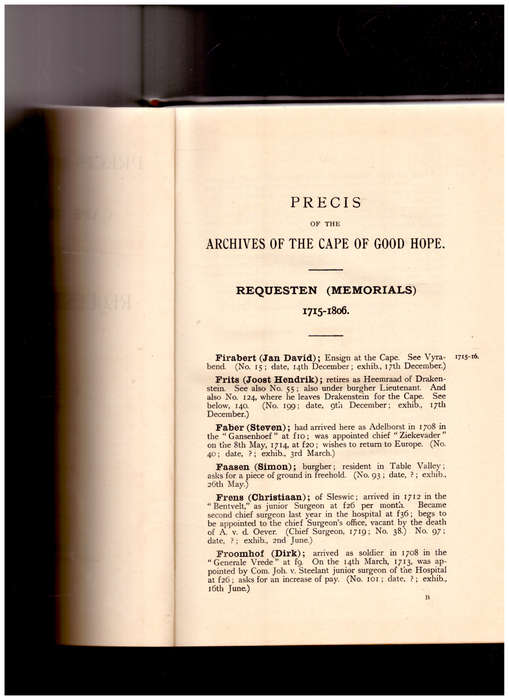 PRECIS
OF THE
ARCHIVES OF THE CAPE OF GOOD HOPE.
REQUESTEN (MEMORIALS)
1715-1806.
Firabert (Jan David); Ensign at the Cape. See Vyra- 1715-16.
bend. (No. 15; date, 14th December; exhib., 17th December.)
Frits (Joost Hendrik); retires as Heemraad of Draken-
stein. See also No. 55; also under burgher Lieutenant. And
also No. 124, where he leaves Drakenstein for the Cape. See
below, 140. (No. 199; date, 9th December; exhib., 17th
December.)
Faber (Steven); had arrived here as Adelborst in 1708 in
the "Gansenhoef" at f10; was appointed chief "Ziekevader"
on the 8th May, 1714, at f20; wishes to return to Europe. (No.
40; date, ?; exhib., 3rd March.)
Faasen (Simon); burgher; resident in Table Valley;
asks for a piece of ground in freehold. (No. 93; date, ?; exhib.,
26th May.)
Frens (Christiaan); of Sleswic; arrived in 1712 in the
"Bentvelt," as junior Surgeon at f26 per month. Became
second chief surgeon last year in the hospital at f36; begs to
be appointed to the chief Surgeon's office, vacant by the death
of A. v. d. Oever. (Chief Surgeon, 1719; No. 38.) No. 97;
date, ?; exhib., 2nd June.)
Froomhof (Dirk); arrived as soldier in 1708 in the
"Generale Vrede" at f9. On the 14th March, 1713, was ap-
pointed by Com. Joh. v. Steelant junior surgeon of the Hospital
at f26; asks for an increase of pay. (No. 101; date, ?; exhib.,
16th June.)
B